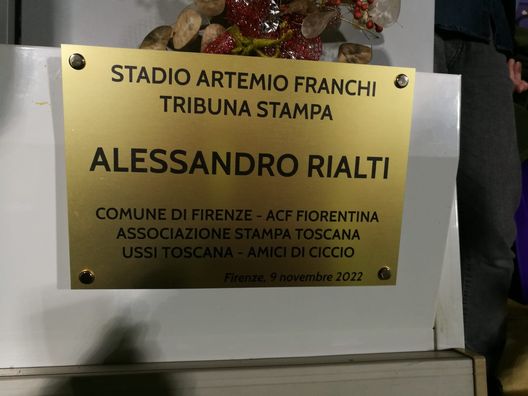 STADIO ARTEMIO FRANCHI
TRIBUNA STAMPA
ALESSANDRO RIALTI
COMUNE DI FIRENZE - ACF FIORENTINA
ASSOCIAZIONE STAMPA TOSCANA
USSI TOSCANA - AMICI DI CICCIO
Firenze, 9 novembre 2022